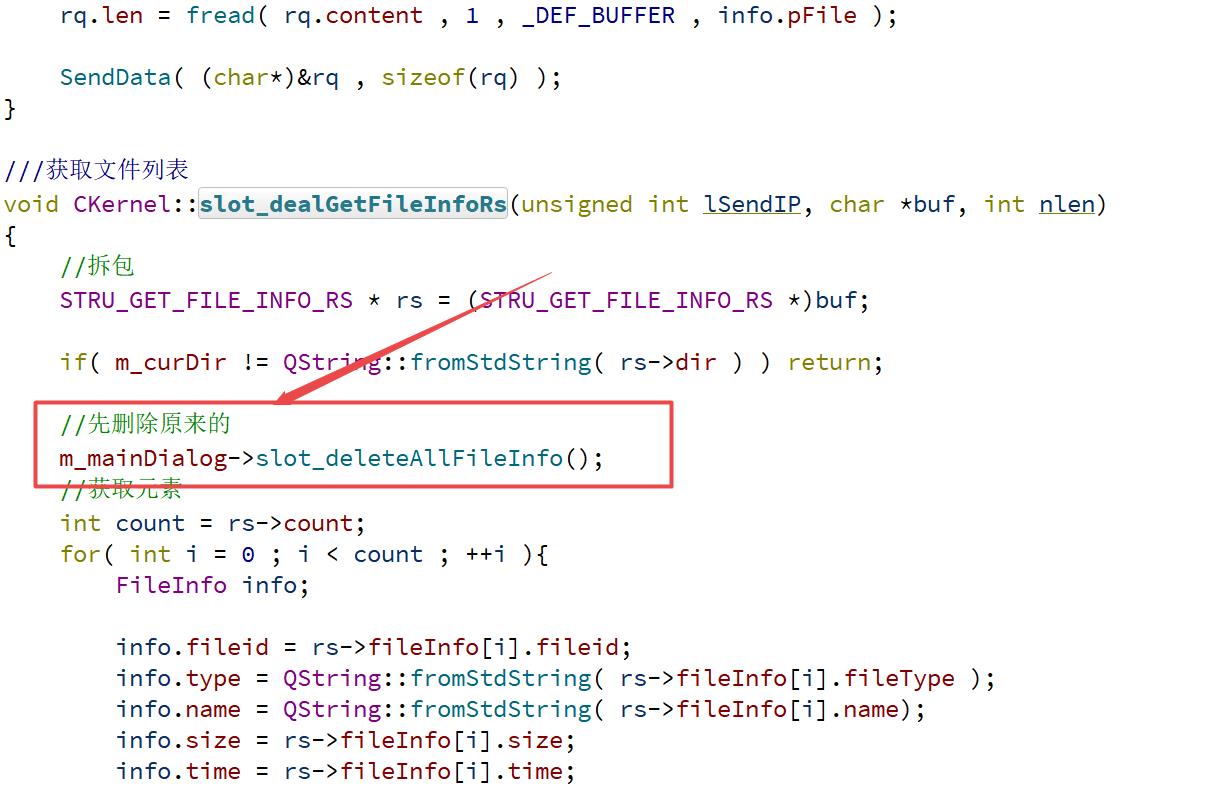 rq.len = fread( rq.content , 1 , _DEF_BUFFER , info.pFile );
SendData( (char*)&rq , sizeof(rq) );
}
///获取文件列表
void CKernel::slot_dealGetFileInfoRs(unsigned int lSendIP, char *buf, int nlen)
{
//拆包
STRU_GET_FILE_INFO_RS * rs = (STRU_GET_FILE_INFO_RS *)buf;
if( m_curDir != QString::fromStdString( rs->dir ) ) return;
//先删除原来的
m_mainDialog->slot_deleteAllFileInfo();
//获取元素
int count = rs->count;
for( int i = 0 ; i < count ; ++i ){
FileInfo info;
info.fileid = rs->fileInfo[i].fileid;
info.type = QString::fromStdString( rs->fileInfo[i].fileType );
info.name = QString::fromStdString( rs->fileInfo[i].name);
info.size = rs->fileInfo[i].size;
info.time = rs->fileInfo[i].time;